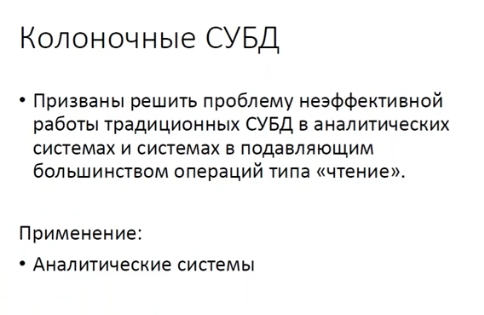 Колоночные СУБД
• Призваны решить проблему неэффективной
работы традиционных СУБД в аналитических
системах и системах в подавляющим
большинством операций типа «чтение».
Применение:
• Аналитические системы